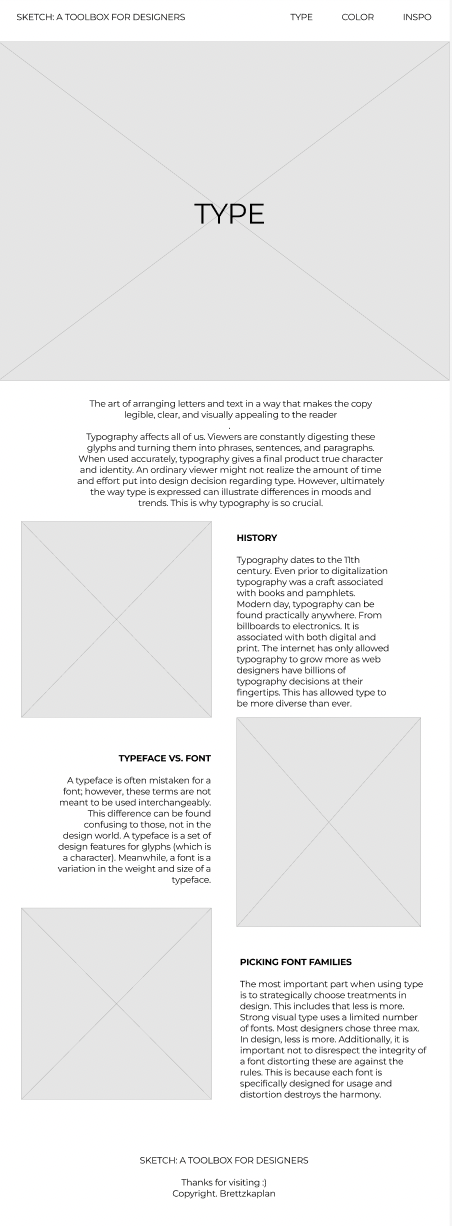 SKETCH: A TOOLBOX FOR DESIGNERS TYPE COLOR INSPO
TYPE
The art of arranging letters and text in a way that makes the copy
legible, clear, and visually appealing to the reader
.
Typography affects all of us. Viewers are constantly digesting these
glyphs and turning them into phrases, sentences, and paragraphs.
When used accurately, typography gives a final product true character
and identity. An ordinary viewer might not realize the amount of time
and effort put into design decision regarding type. However, ultimately
the way type is expressed can illustrate differences in moods and
trends. This is why typography is so crucial.
HISTORY
Typography dates to the 11th
century. Even prior to digitalization
typography was a craft associated
with books and pamphlets.
Modern day, typography can be
found practically anywhere. From
billboards to electronics. It is
associated with both digital and
print. The internet has only allowed
typography to grow more as web
designers have billions of
typography decisions at their
fingertips. This has allowed type to
be more diverse than ever.
TYPEFACE VS. FONT
A typeface is often mistaken for a
font; however, these terms are not
meant to be used interchangeably.
This difference can be found
confusing to those, not in the
design world. A typeface is a set of
design features for glyphs (which is
a character). Meanwhile, a font is a
variation in the weight and size of a
typeface.
PICKING FONT FAMILIES
The most important part when using type
is to strategically choose treatments in
design. This includes that less is more.
Strong visual type uses a limited number
of fonts. Most designers chose three max.
In design, less is more. Additionally, it is
important not to disrespect the integrity of
a font distorting these are against the
rules. This is because each font is
specifically designed for usage and
distortion destroys the harmony.
SKETCH: A TOOLBOX FOR DESIGNERS
Thanks for visiting :)
Copyright. Brettzkaplan